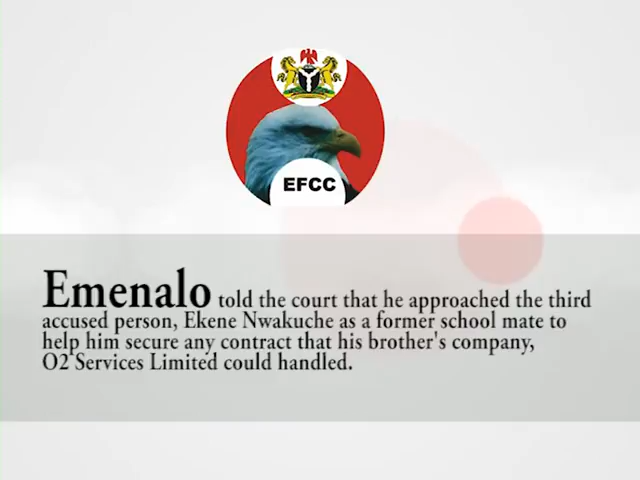 EFCC
Emenalo told the court that he approached the third
accused person, Ekene Nwakuche as a former school mate to
help him secure any contract that his brother's company,
O2 Services Limited could handled.